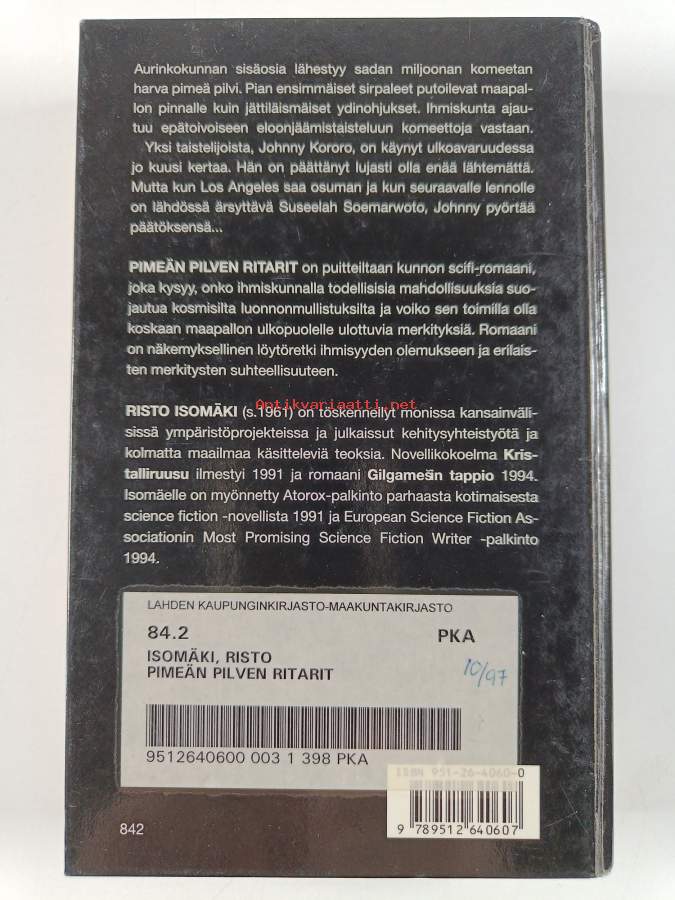 Aurinkokunnan sisäosia lähestyy sadan miljoonan komeetan
harva pimeä pilvi. Pian ensimmäiset sirpaleet putoilevat maapal-
lon pinnalle kuin jättiläismäiset ydinohjukset. Ihmiskunta ajau-
tuu epätoivoiseen eloonjäämistaisteluun komeettoja vastaan.
Yksi taistelijoista, Johnny Kororo, on käynyt ulkoavaruudessa
jo kuusi kertaa. Hän on päättänyt lujasti olla enää lähtemättä.
Mutta kun Los Angeles saa osuman ja kun seuraavalle lennolle
on lähdössä ärsyttävä Suseelah Soemarwoto, Johnny pyörtää
päätöksensä...
PIMEÄN PILVEN RITARIT on puitteiltaan kunnon scifi-romaani,
joka kysyy, onko ihmiskunnalla todellisia mahdollisuuksia suo-
jautua kosmisilta luonnonmullistuksilta ja voiko sen toimilla olla
koskaan maapallon ulkopuolelle ulottuvia merkityksiä. Romaani
on näkemyksellinen löytöretki ihmisyyden olemukseen ja erilais-
ten merkitysten suhteellisuuteen.
Antikvariaatti.net
RISTO ISOMÄKI (s.1961) on työskennellyt monissa kansainväli-
sissä ympäristöprojekteissa ja julkaissut kehitysyhteistyötä ja
kolmatta maailmaa käsitteleviä teoksia. Novellikokoelma Kris-
talliruusu ilmestyi 1991 ja romaani Gilgamešin tappio 1994.
Isomäelle on myönnetty Atorox-palkinto parhaasta kotimaisesta
science fiction -novellista 1991 ja European Science Fiction As-
sociationin Most Promising Science Fiction Writer -palkinto
1994.
LAHDEN KAUPUNGINKIRJASTO-MAAKUNTAKIRJASTO
84.2 PKA
ISOMÄKI, RISTO
PIMEÄN PILVEN RITARIT
10/97
9512640600 003 1 398 PKA
ISBN 951-26-4060-0
9 789512 640607
842